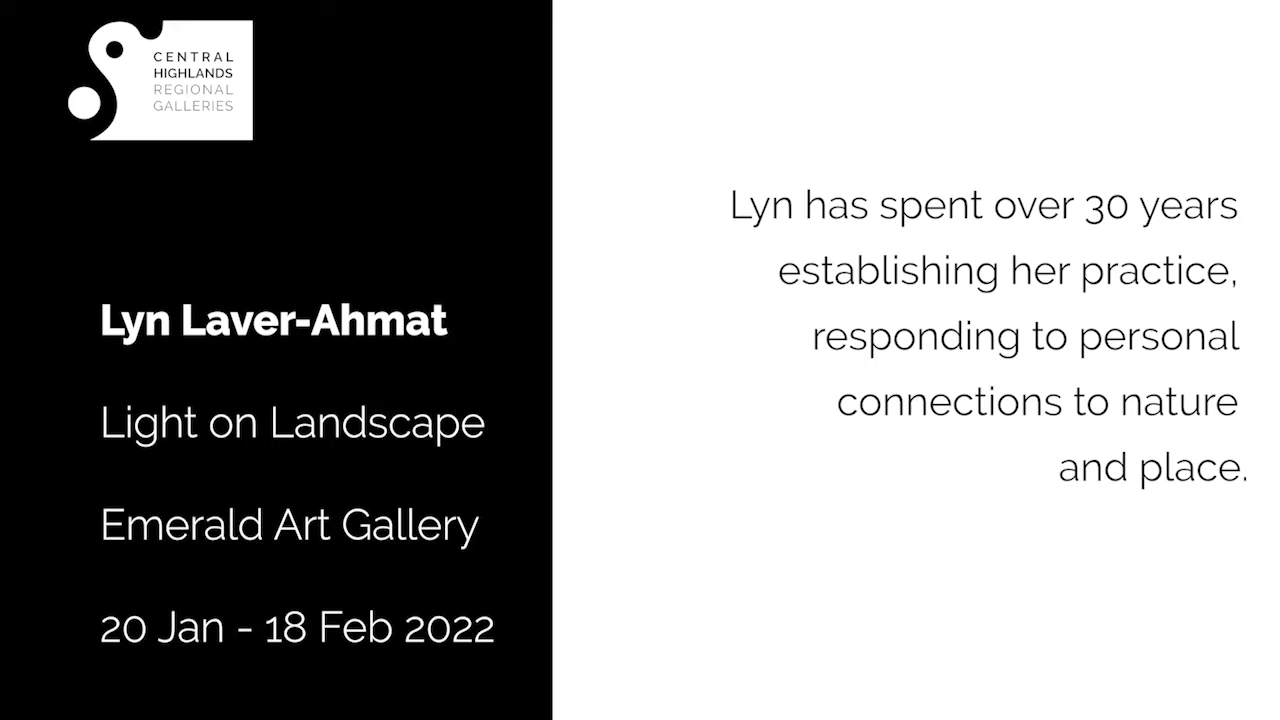 CENTRAL
HIGHLANDS
REGIONAL
GALLERIES
Lyn Laver-Ahmat
Light on Landscape
Emerald Art Gallery
20 Jan - 18 Feb 2022
Lyn has spent over 30 years
establishing her practice,
responding to personal
connections to nature
and place.